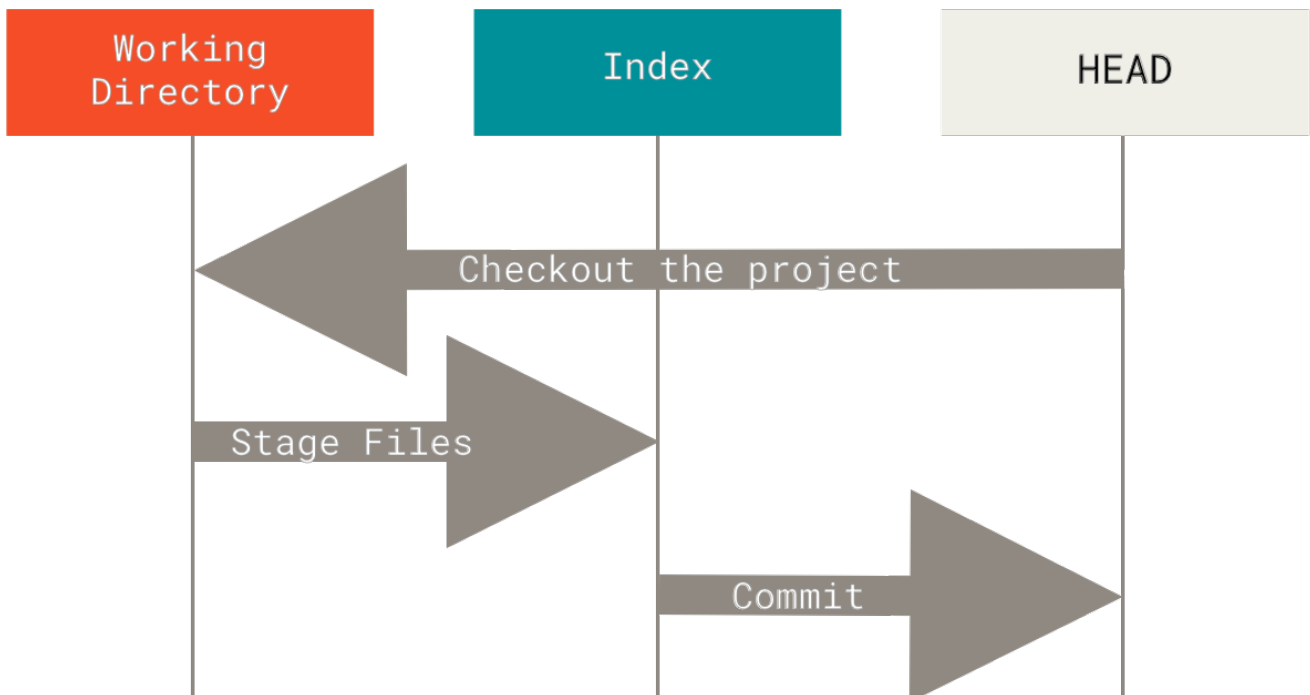 Working
Directory
Index
HEAD
Checkout the project
Stage Files
Commit